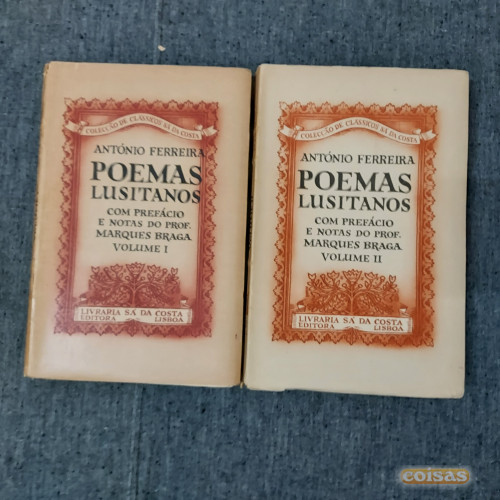 COLECÇÃO DE CLÁSSICOS SÁ DA COSTA
ANTÓNIO FERREIRA
POEMAS
LUSITANOS
COM PREFÁCIO
E NOTAS DO PROF.
MARQUES BRAGA
VOLUME I
LIVRARIA SÁ DA COSTA
EDITORA LISBOA
COLECÇÃO DE CLÁSSICOS SÁ DA COSTA
ANTÓNIO FERREIRA
POEMAS
LUSITANOS
COM PREFÁCIO
E NOTAS DO PROF.
MARQUES BRAGA
VOLUME II
LIVRARIA SÁ DA COSTA
EDITORA LISBOA
coisas